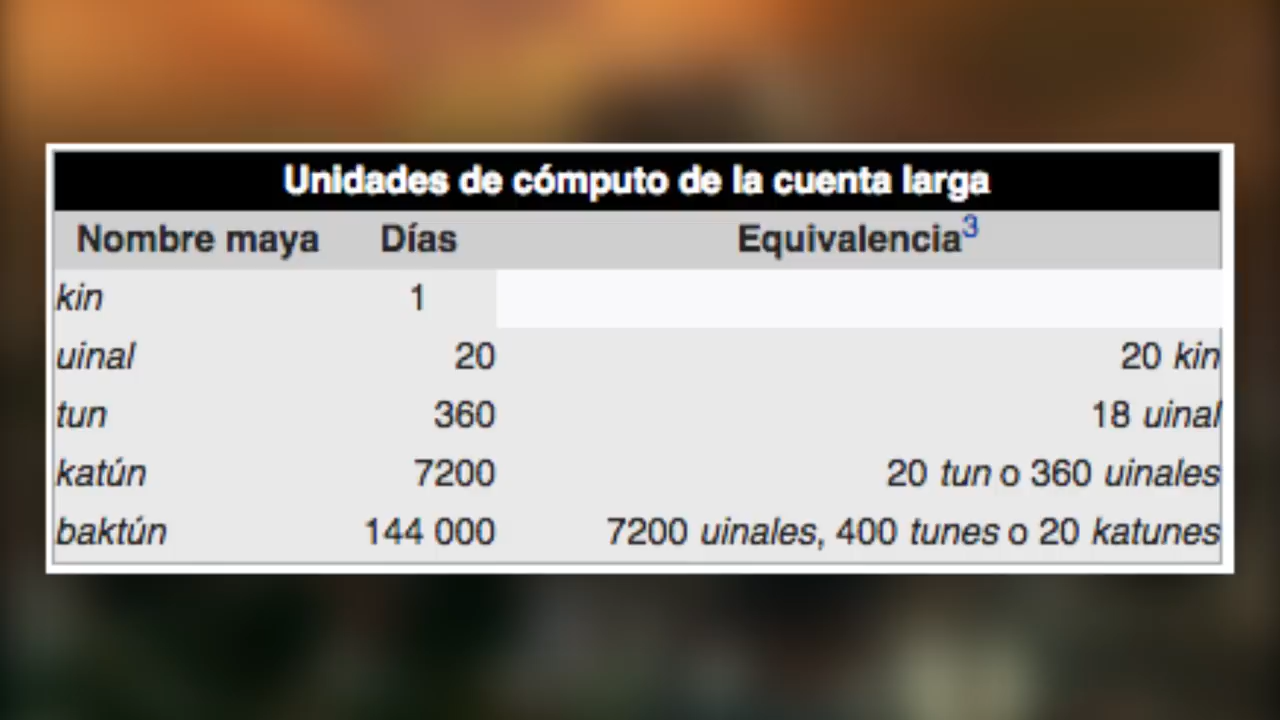 Unidades de cómputo de la cuenta larga
Nombre maya Días Equivalencia3
kin 1
uinal 20 20 kin
tun 360 18 uinal
katún 7200 20 tun o 360 uinales
baktún 144 000 7200 uinales, 400 tunes o 20 katunes